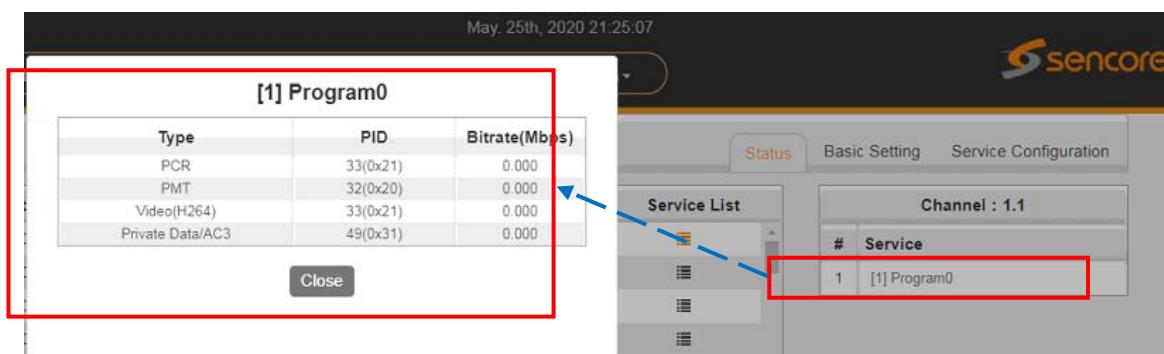 May. 25th, 2020 21:25:07
sencore
[1] Program0
Type PID Bitrate(Mbps)
PCR 33(0x21) 0.000
PMT 32(0x20) 0.000
Video(H264) 33(0x21) 0.000
Private Data/AC3 49(0x31) 0.000
Close
Status Basic Setting Service Configuration
Service List
Channel : 1.1
# Service
1 [1] Program0